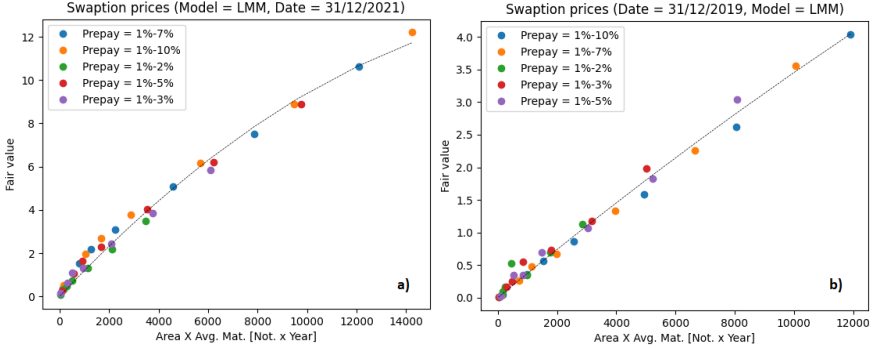 Swaption prices (Model = LMM, Date = 31/12/2021)
Prepay = 1%-7%
Prepay = 1%-10%
Prepay = 1%-2%
Prepay = 1%-5%
Prepay = 1%-3%
12
10
8
6
4
2
0
Fair value
a)
0 2000 4000 6000 8000 10000 12000 14000
Area X Avg. Mat. [Not. x Year]
Swaption prices (Date = 31/12/2019, Model = LMM)
Prepay = 1%-10%
Prepay = 1%-7%
Prepay = 1%-2%
Prepay = 1%-3%
Prepay = 1%-5%
4.0
3.5
3.0
2.5
2.0
1.5
1.0
0.5
0.0
Fair value
b)
0 2000 4000 6000 8000 10000 12000
Area X Avg. Mat. [Not. x Year]